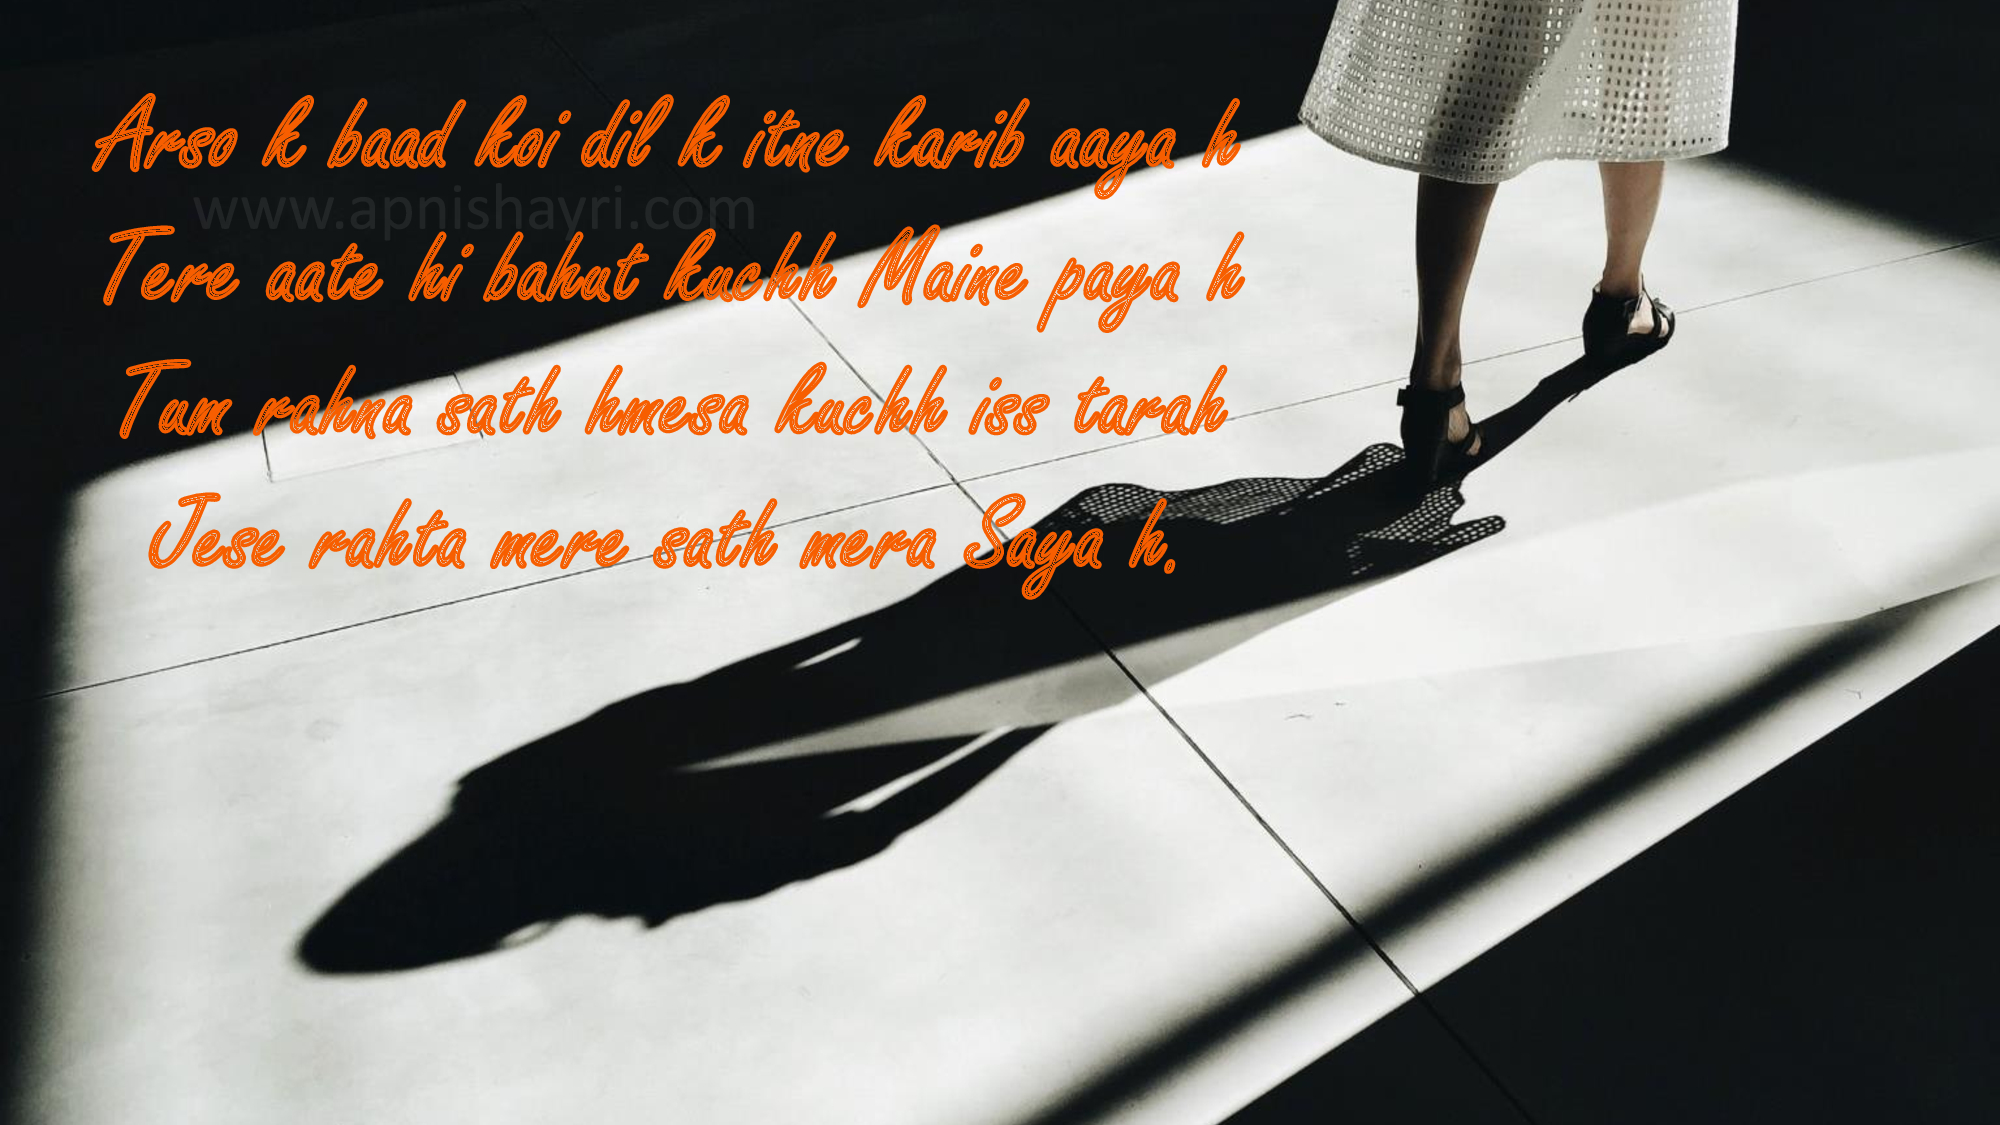 Arso k baad koi dil k itne karib aaya h
www.apnishayri.com
Tere aate hi bahut kuchh Maine paya h
Tum rahna sath hmesa kuchh iss tarah
Jese rahta mere sath mera Saya h.